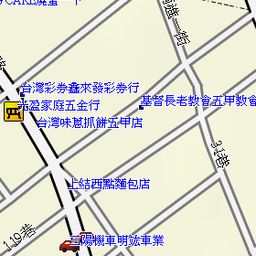 台灣彩券鑫來發彩券行
米盈家庭五金行
基督長老教會五甲教會
台灣味蔥抓餅五甲店
31巷
上結西點麵包店
三陽機車明竑車業
119巷